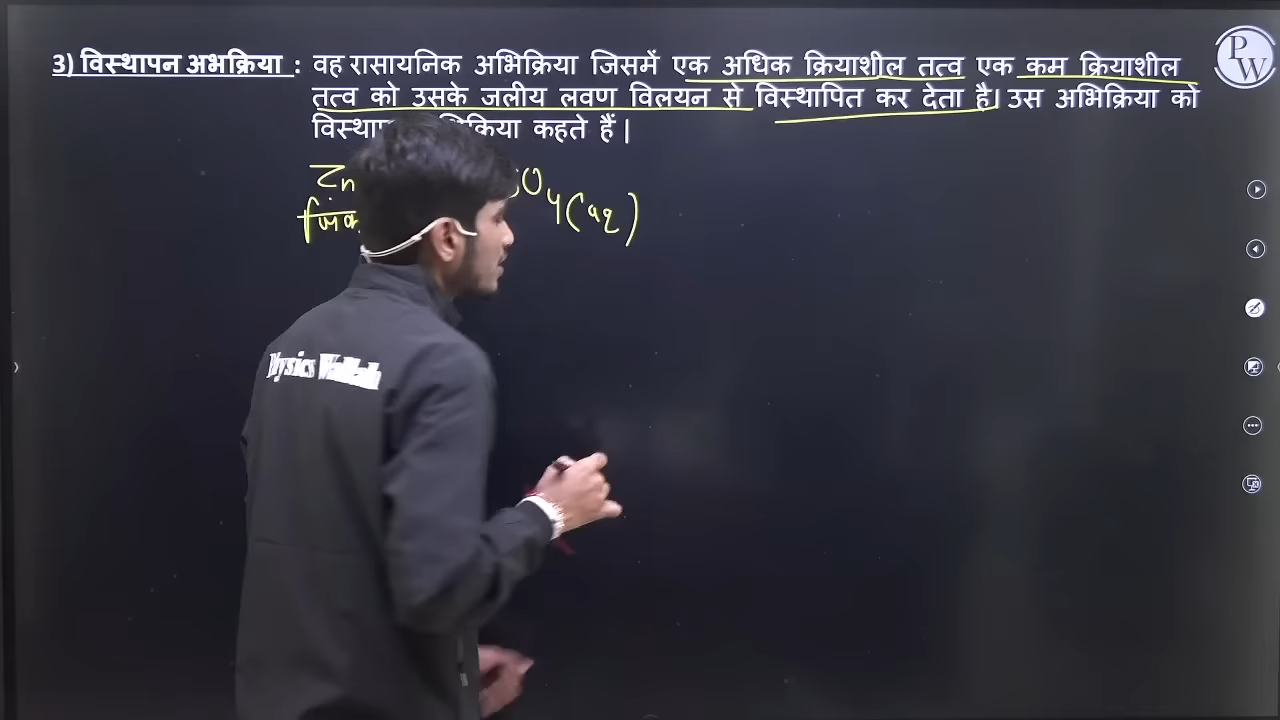 3) विस्थापन अभक्रिया : वह रासायनिक अभिक्रिया जिसमें एक अधिक क्रियाशील तत्व एक कम क्रियाशील
तत्व को उसके जलीय लवण विलयन से विस्थापित कर देता है। उस अभिक्रिया को
कहते हैं |
Zn O4(aq)
Physics Wallah
PW